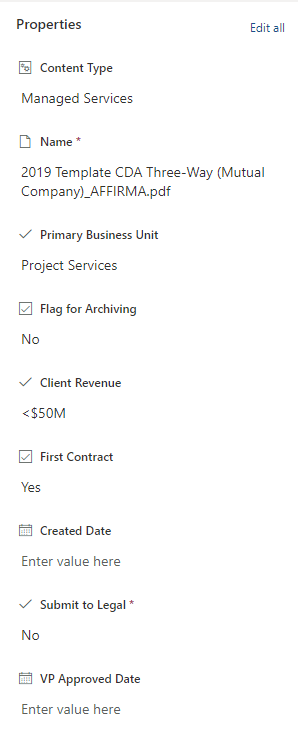 Properties
Edit all
Content Type
Managed Services
Name *
2019 Template CDA Three-Way (Mutual
Company)_AFFIRMA.pdf
Primary Business Unit
Project Services
Flag for Archiving
No
Client Revenue
<$50M
First Contract
Yes
Created Date
Enter value here
Submit to Legal *
No
VP Approved Date
Enter value here